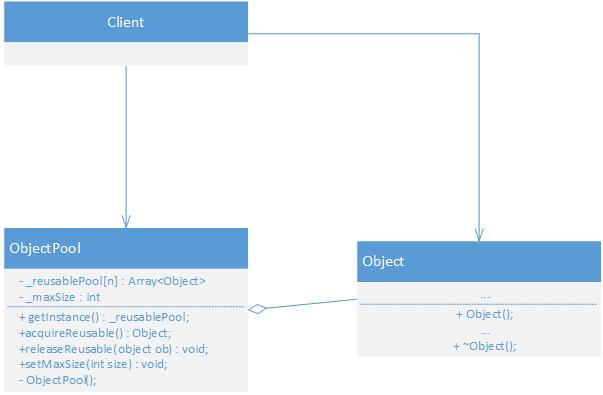 Client
ObjectPool
- _reusablePool[n] : Array<Object>
- _maxSize : int
+ getInstance() : _reusablePool;
+acquireReusable() : Object;
+releaseReusable(object ob) : void;
+setMaxSize(int size) : void;
- ObjectPool();
Object
...
+ Object();
...
+ ~Object();